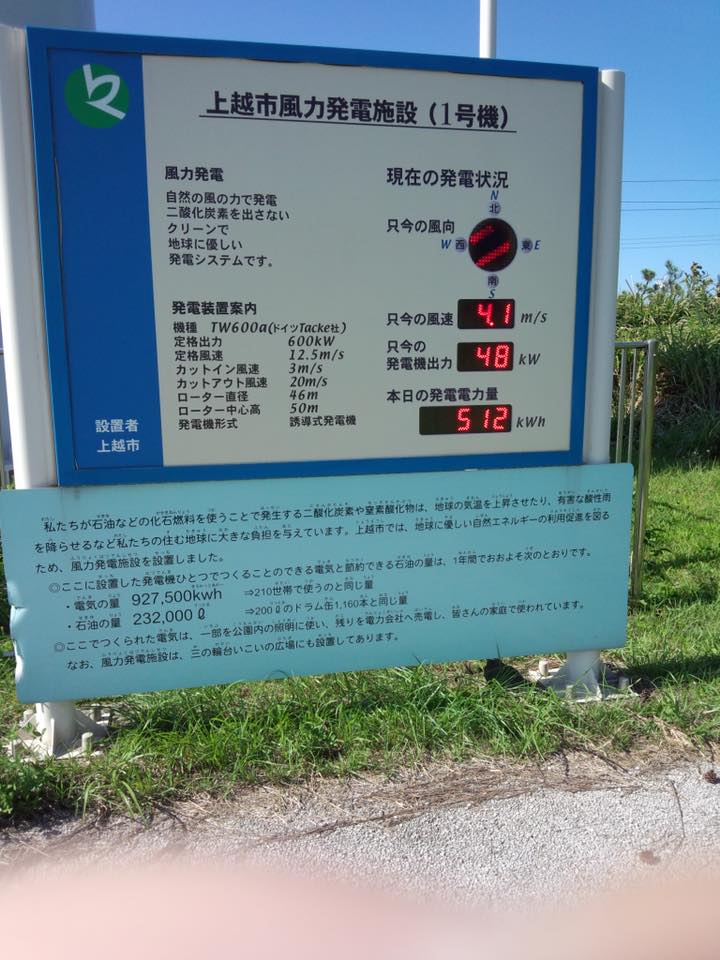 上越市風力発電施設（1号機）
風力発電
自然の風の力で発電
二酸化炭素を出さない
クリーンで
地球に優しい
発電システムです。
発電装置案内
機種 TW600a(ドイツTacke社)
定格出力 600kW
定格風速 12.5m/s
カットイン風速 3m/s
カットアウト風速 20m/s
ローター直径 46m
ローター中心高 50m
発電機形式 誘導式発電機
現在の発電状況
N
北
只今の風向 W 西 東 E
南
S
只今の風速 4.1 m/s
只今の
発電機出力 48 kW
本日の発電電力量
512 kWh
設置者
上越市
私たちが石油などの化石燃料を使うことで発生する二酸化炭素や窒素酸化物は、地球の気温を上昇させたり、有害な酸性雨
を降らせるなど私たちの住む地球に大きな負担を与えています。上越市では、地球に優しい自然エネルギーの利用促進を図る
ため、風力発電施設を設置しました。
◎ここに設置した発電機ひとつでつくることのできる電気と節約できる石油の量は、1年間でおおよそ次のとおりです。
・電気の量 927,500kwh ⇒210世帯で使うのと同じ量
・石油の量 232,000ℓ ⇒200ℓのドラム缶1,160本と同じ量
◎ここでつくられた電気は、一部を公園内の照明に使い、残りを電力会社へ売電し、皆さんの家庭で使われています。
なお、風力発電施設は、三の輪台いこいの広場にも設置してあります。